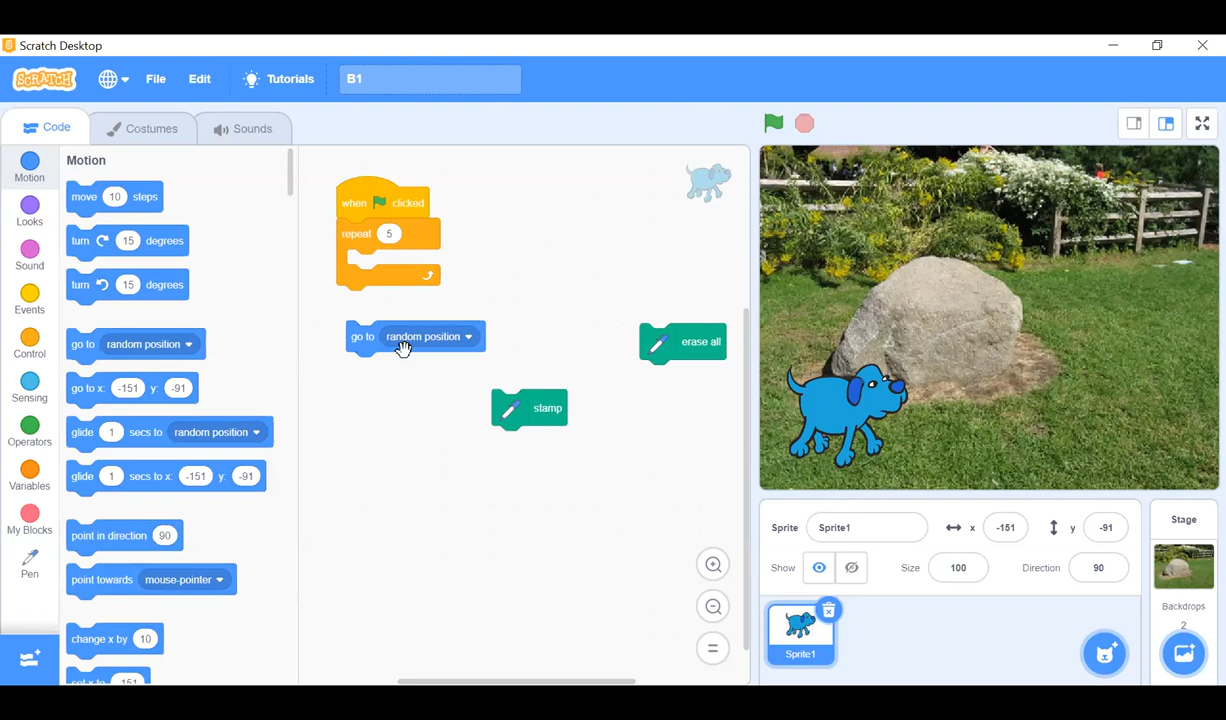 Scratch Desktop
SCRATCH
File
Edit
Tutorials
B1
Code
Costumes
Sounds
Motion
Looks
Sound
Events
Control
Sensing
Operators
Variables
My Blocks
Pen
Motion
move 10 steps
turn 15 degrees
turn 15 degrees
go to random position
go to x: -151 y: -91
glide 1 secs to random position
glide 1 secs to x: -151 y: -91
point in direction 90
point towards mouse-pointer
change x by 10
set x to -151
when clicked
repeat 5
go to random position
stamp
erase all
Sprite Sprite1 x -151 y -91
Show Size 100 Direction 90
Sprite1
Stage
Backdrops
2